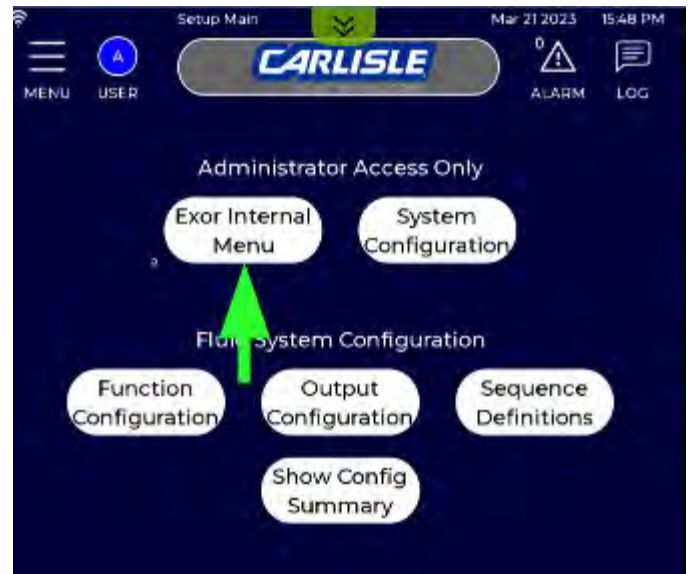 Setup Main
Mar 21 2023 15:48 PM
A
CARLISLE
0
MENU
USER
ALARM
LOG
Administrator Access Only
Exor Internal
Menu
System
Configuration
Fluid System Configuration
Function
Configuration
Output
Configuration
Sequence
Definitions
Show Config
Summary